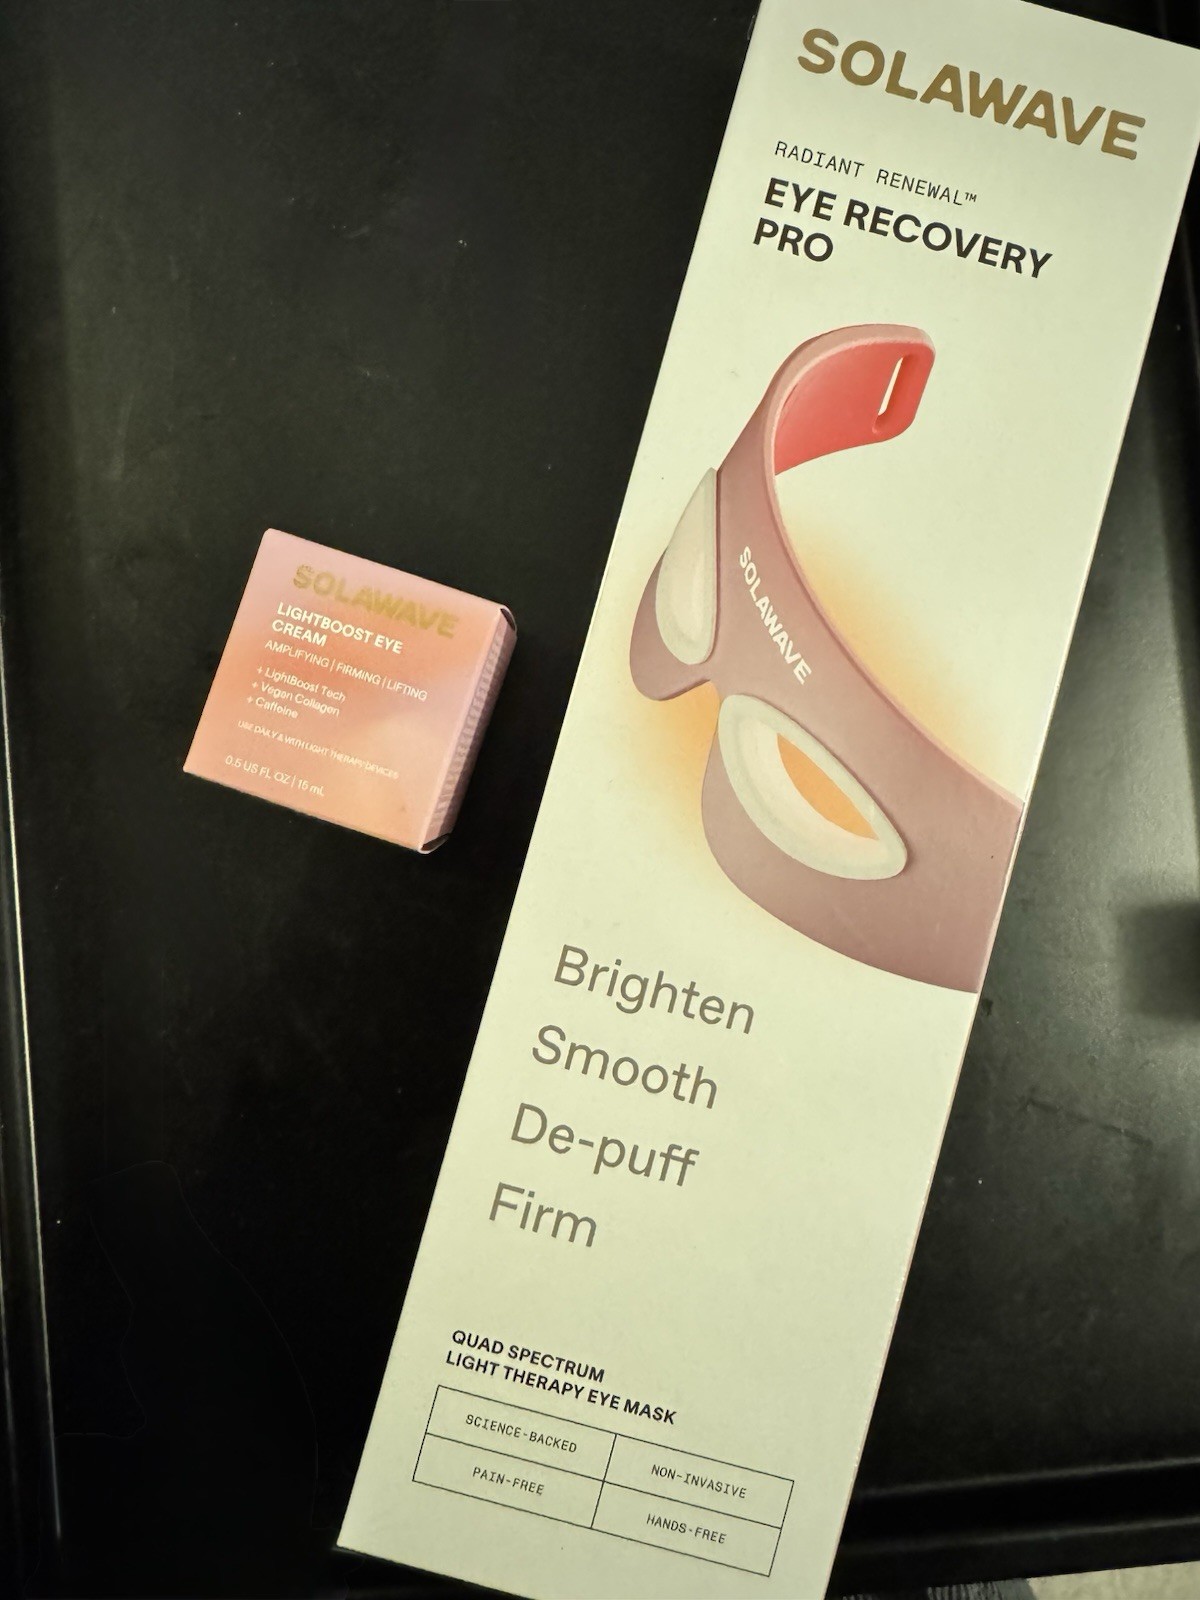 SOLAWAVE
RADIANT RENEWAL™
EYE RECOVERY
PRO
SOLAWAVE
Brighten
Smooth
De-puff
Firm
QUAD SPECTRUM
LIGHT THERAPY EYE MASK
SCIENCE-BACKED
NON-INVASIVE
PAIN-FREE
HANDS-FREE
SOLAWAVE
LIGHTBOOST EYE
CREAM
AMPLIFYING | FIRMING | LIFTING
+ LightBoost Tech
+ Vegan Collagen
+ Caffeine
USE DAILY & WITH LIGHT THERAPY DEVICES
0.5 US FL OZ | 15 mL